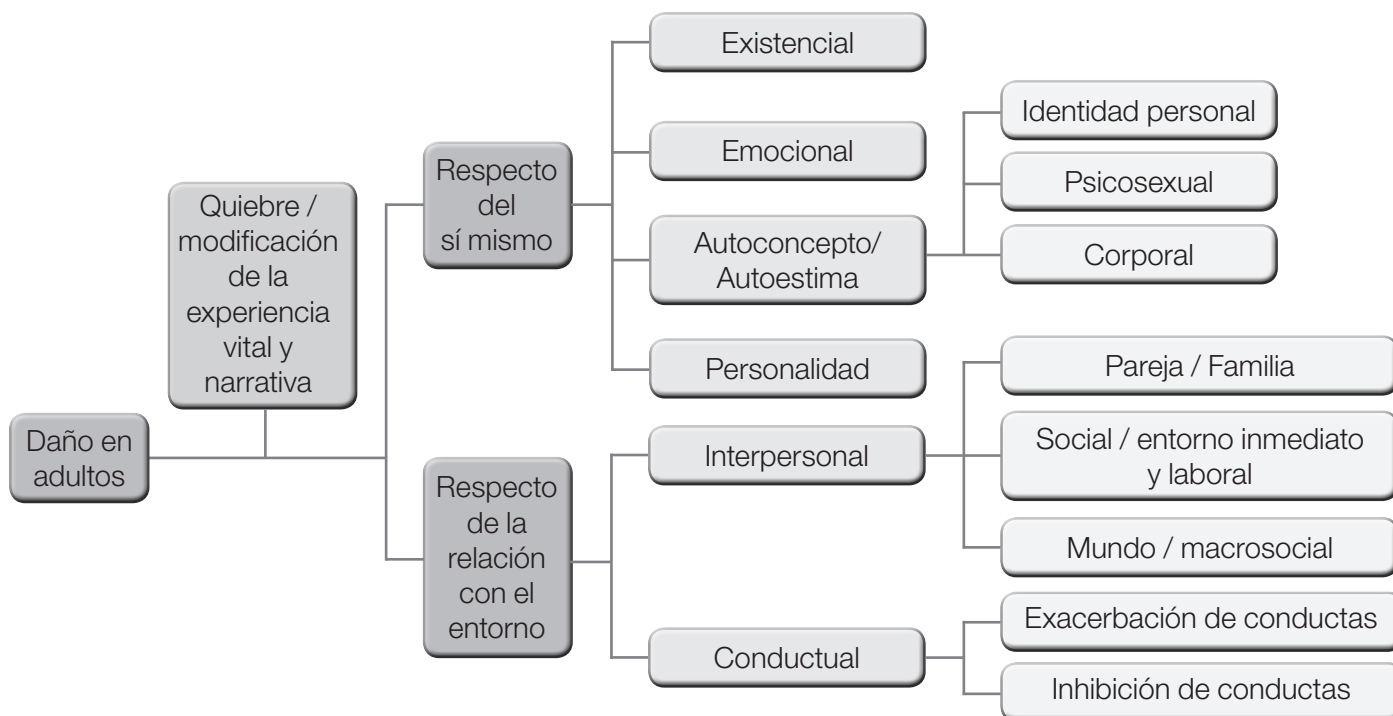 Daño en
adultos
Quiebre /
modificación
de la
experiencia
vital y
narrativa
Respecto
del
sí mismo
Existencial
Emocional
Autoconcepto/
Autoestima
Identidad personal
Psicosexual
Corporal
Personalidad
Respecto
de la
relación
con el
entorno
Interpersonal
Pareja / Familia
Social / entorno inmediato
y laboral
Mundo / macrosocial
Conductual
Exacerbación de conductas
Inhibición de conductas